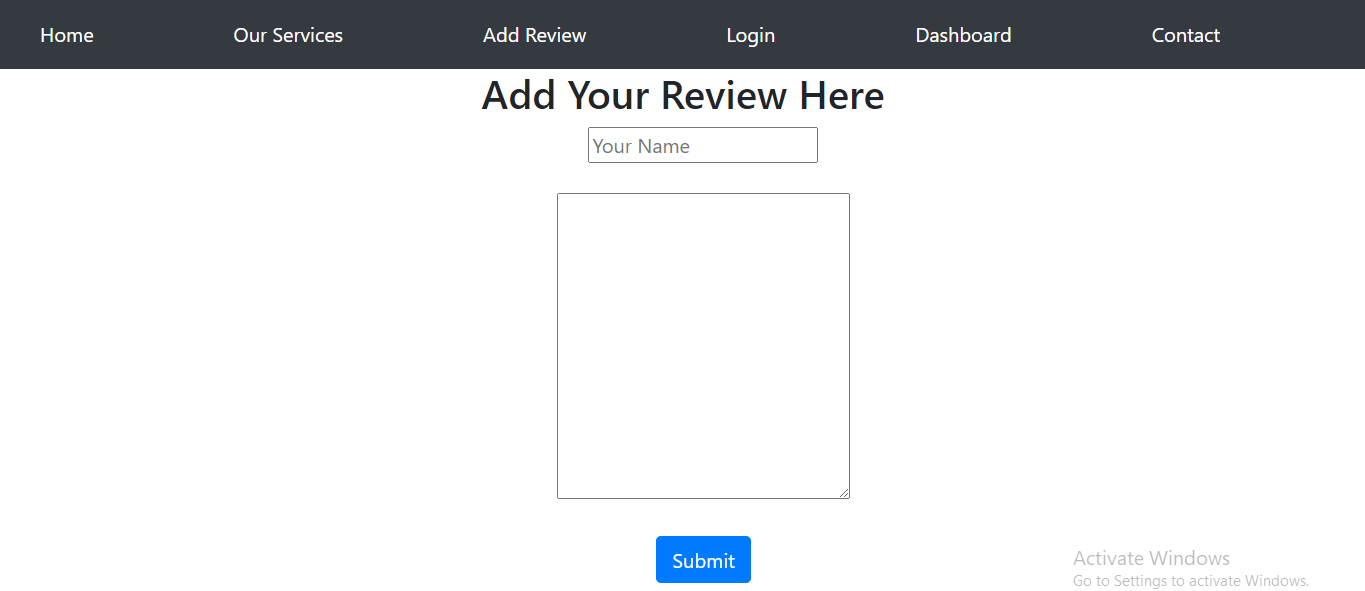 Home Our Services Add Review Login Dashboard Contact
Add Your Review Here
Your Name
Submit
Activate Windows
Go to Settings to activate Windows.